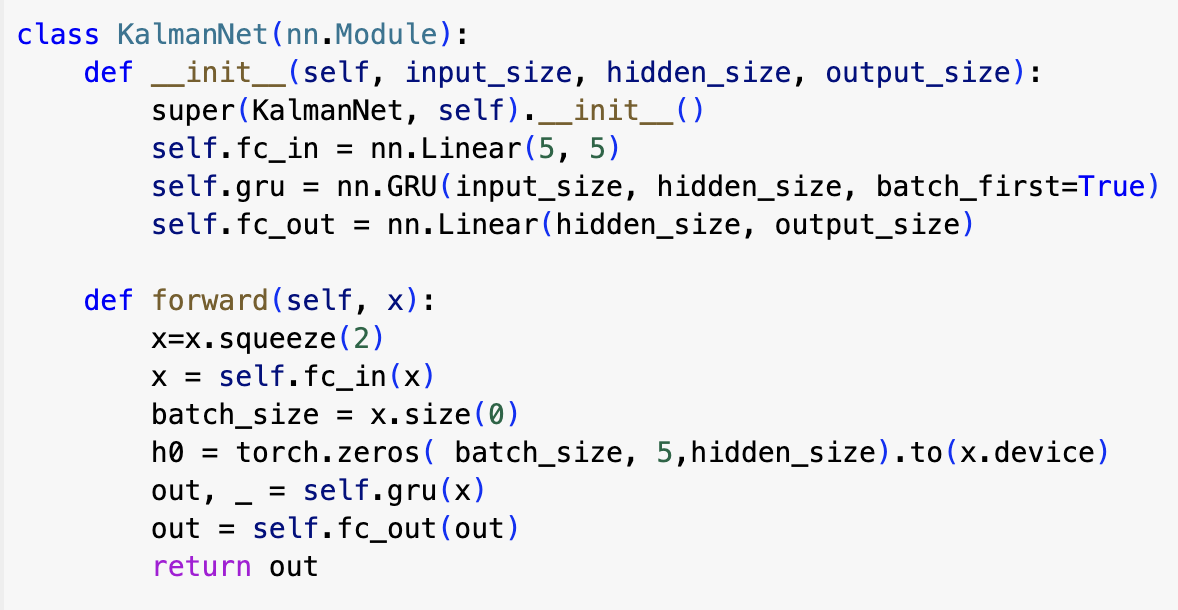 class KalmanNet(nn.Module):
    def __init__(self, input_size, hidden_size, output_size):
        super(KalmanNet, self).__init__()
        self.fc_in = nn.Linear(5, 5)
        self.gru = nn.GRU(input_size, hidden_size, batch_first=True)
        self.fc_out = nn.Linear(hidden_size, output_size)

    def forward(self, x):
        x=x.squeeze(2)
        x = self.fc_in(x)
        batch_size = x.size(0)
        h0 = torch.zeros( batch_size, 5,hidden_size).to(x.device)
        out, _ = self.gru(x)
        out = self.fc_out(out)
        return out